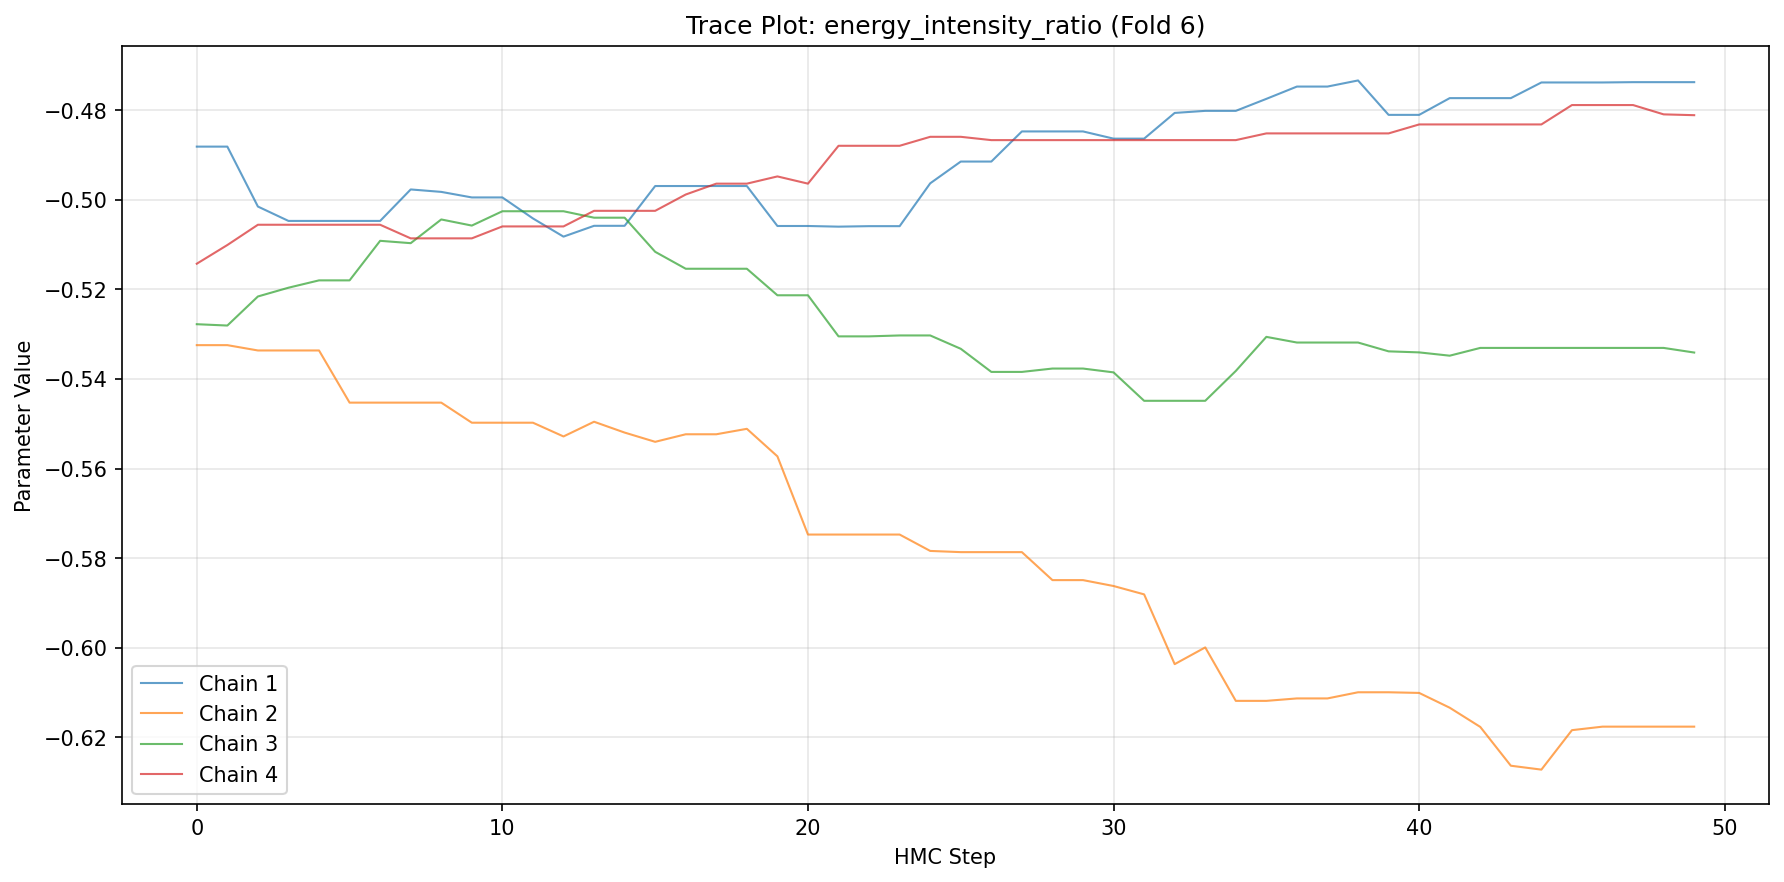 Trace Plot: energy_intensity_ratio (Fold 6)
Parameter Value
−0.48
−0.50
−0.52
−0.54
−0.56
−0.58
−0.60
−0.62
Chain 1
Chain 2
Chain 3
Chain 4
0 10 20 30 40 50
HMC Step